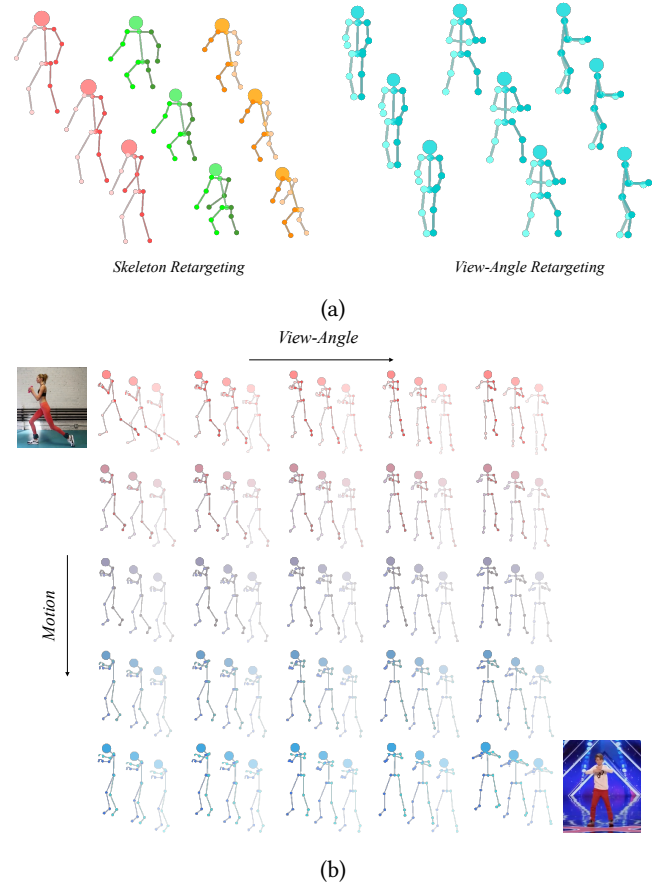 Skeleton Retargeting
View-Angle Retargeting
(a)
View-Angle
Motion
(b)